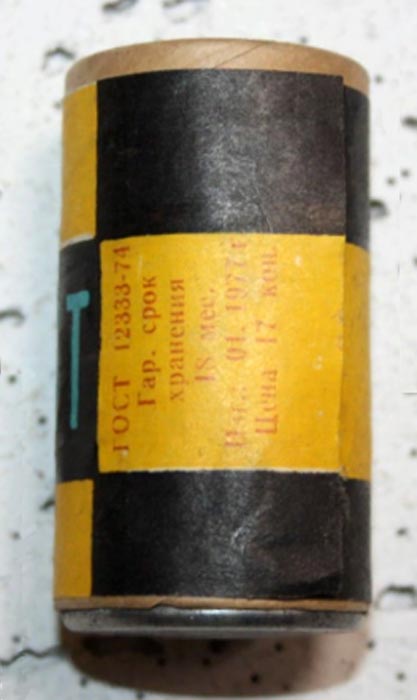 Т
ГОСТ 12333-74
Гар. срок
хранения
18 мес.
Изг.: 01. 1977г
Цена 17 коп.